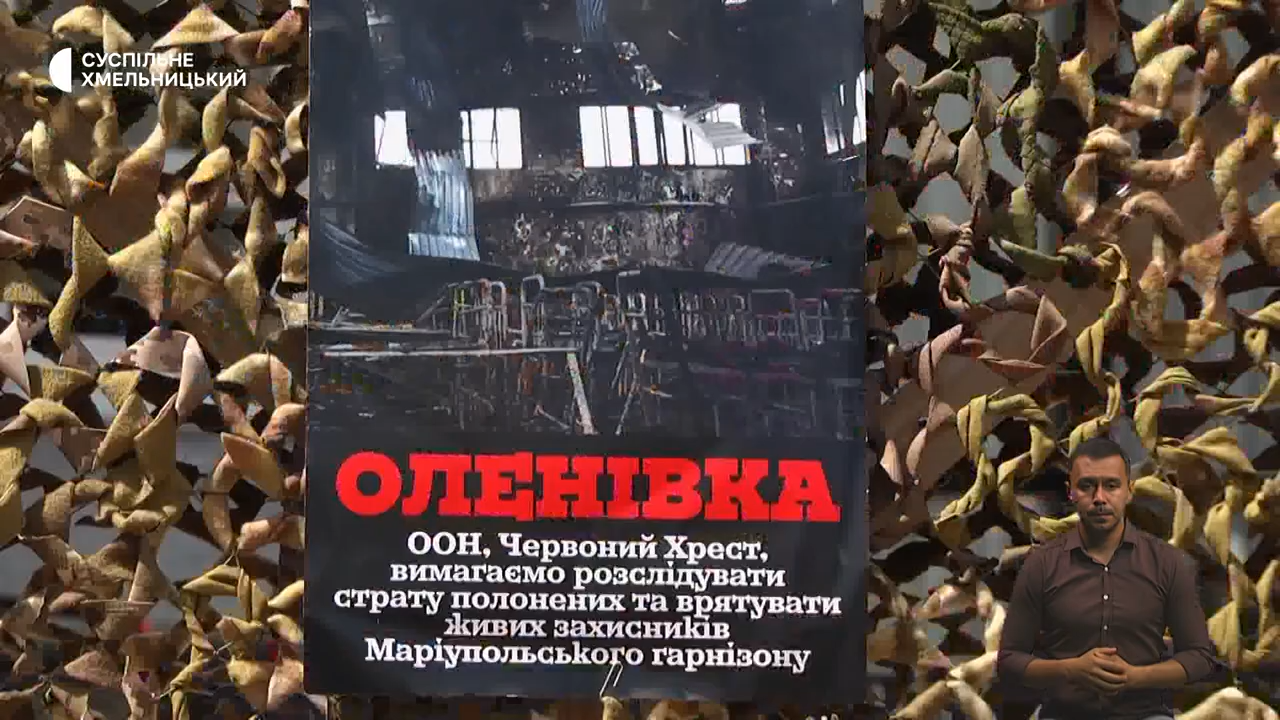 СУСПІЛЬНЕ
ХМЕЛЬНИЦЬКИЙ
ОЛЕНІВКА
ООН, Червоний Хрест,
вимагаємо розслідувати
страту полонених та врятувати
живих захисників
Маріупольського гарнізону